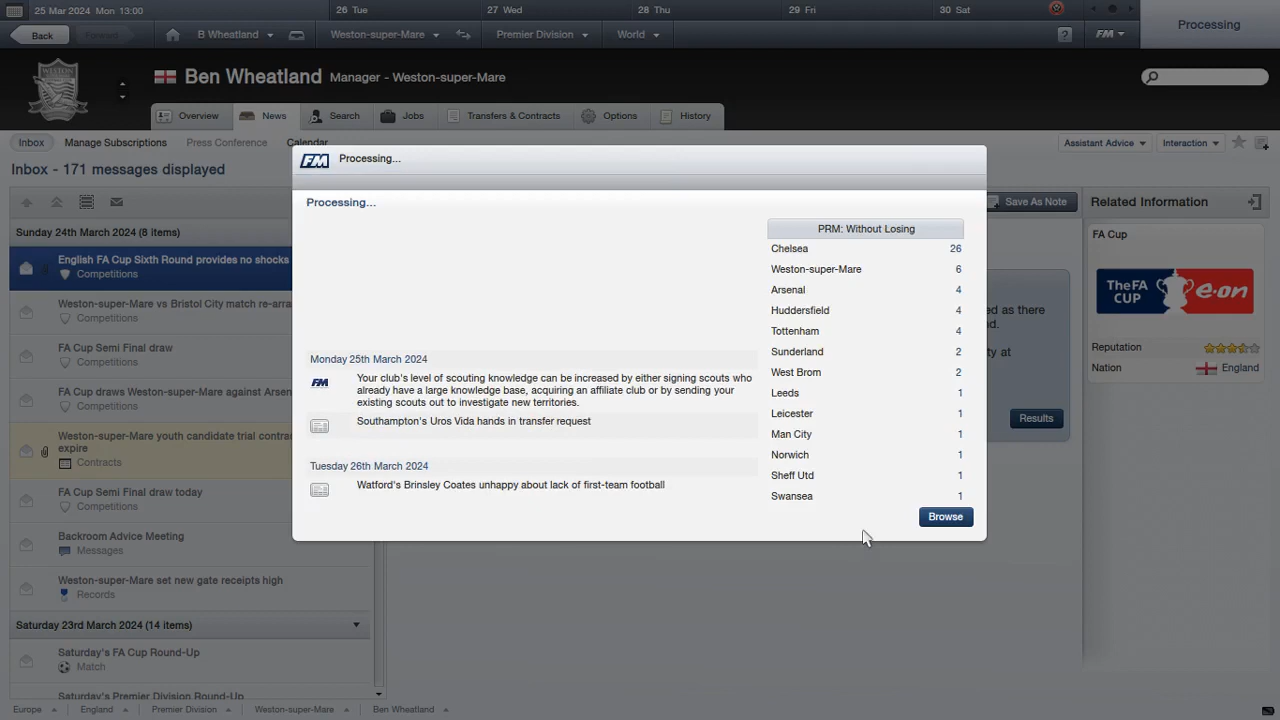 25 Mar 2024 Mon 13:00
26 Tue
27 Wed
28 Thu
29 Fri
30 Sat
Processing
Back
Forward
B Wheatland
Weston-super-Mare
Premier Division
World
?
FM
WESTON
Ben Wheatland Manager - Weston-super-Mare
Overview
News
Search
Jobs
Transfers & Contracts
Options
History
Inbox
Manage Subscriptions
Press Conference
Calendar
Assistant Advice
Interaction
Inbox - 171 messages displayed
FM
Processing...
Processing...
Save As Note
Related Information
Sunday 24th March 2024 (8 items)
English FA Cup Sixth Round provides no shocks
Competitions
Weston-super-Mare vs Bristol City match re-arra
Competitions
FA Cup Semi Final draw
Competitions
FA Cup draws Weston-super-Mare against Arsen
Competitions
Weston-super-Mare youth candidate trial contrac
expire
Contracts
FA Cup Semi Final draw today
Competitions
Backroom Advice Meeting
Messages
Weston-super-Mare set new gate receipts high
Records
Saturday 23rd March 2024 (14 items)
Saturday's FA Cup Round-Up
Match
Saturday's Premier Division Round-Up
Monday 25th March 2024
FM
Your club's level of scouting knowledge can be increased by either signing scouts who
already have a large knowledge base, acquiring an affiliate club or by sending your
existing scouts out to investigate new territories.
Southampton's Uros Vida hands in transfer request
Tuesday 26th March 2024
Watford's Brinsley Coates unhappy about lack of first-team football
PRM: Without Losing
Chelsea 26
Weston-super-Mare 6
Arsenal 4
Huddersfield 4
Tottenham 4
Sunderland 2
West Brom 2
Leeds 1
Leicester 1
Man City 1
Norwich 1
Sheff Utd 1
Swansea 1
Browse
ed as there
nd.
ty at
Results
FA Cup
TheFA
CUP
e·on
Reputation
Nation
England
Europe
England
Premier Division
Weston-super-Mare
Ben Wheatland